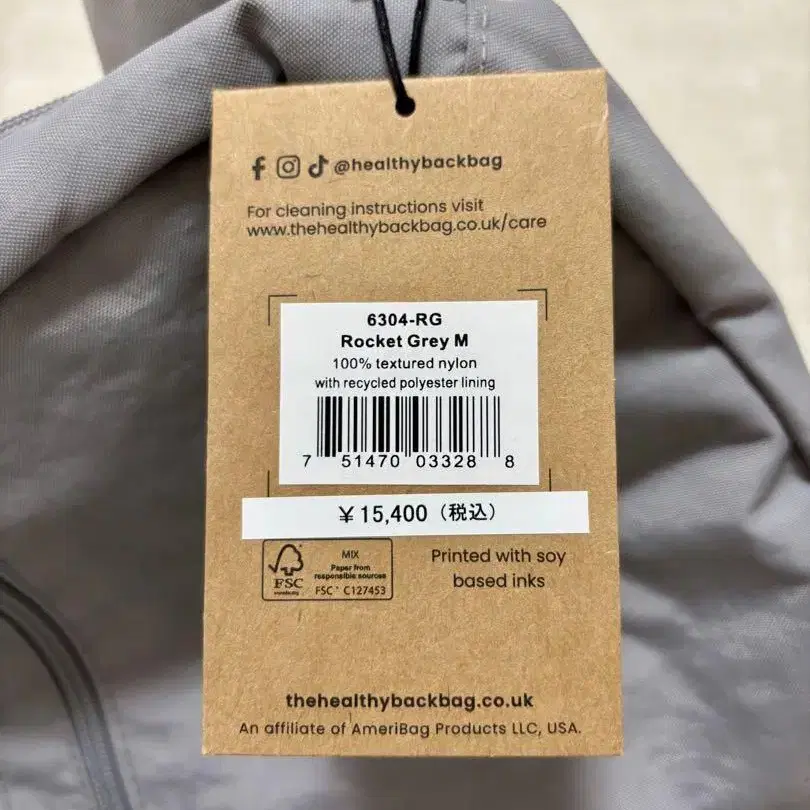 @healthybackbag
For cleaning instructions visit
www.thehealthybackbag.co.uk/care
6304-RG
Rocket Grey M
100% textured nylon
with recycled polyester lining
7 51470 03328 8
¥15,400（税込）
MIX
Paper from
responsible sources
FSC® C127453
FSC
Printed with soy
based inks
thehealthybackbag.co.uk
An affiliate of AmeriBag Products LLC, USA.